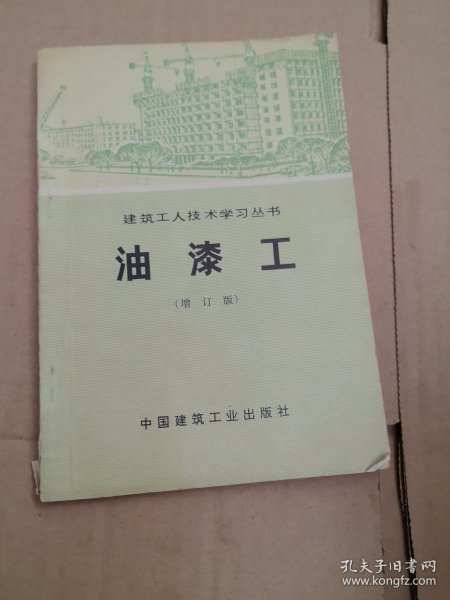 建筑工人技术学习丛书
油漆工
(增订版)
中国建筑工业出版社
孔夫子旧书网
www.kongfz.com